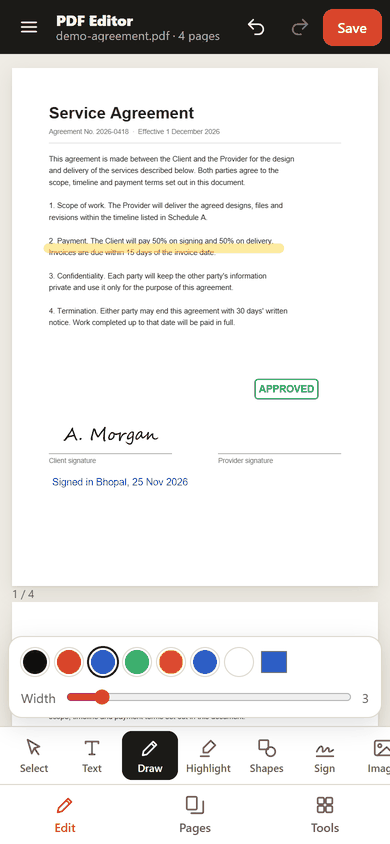 PDF Editor
demo-agreement.pdf · 4 pages
Save
Service Agreement
Agreement No. 2026-0418 · Effective 1 December 2026
This agreement is made between the Client and the Provider for the design
and delivery of the services described below. Both parties agree to the
scope, timeline and payment terms set out in this document.
1. Scope of work. The Provider will deliver the agreed designs, files and
revisions within the timeline listed in Schedule A.
2. Payment. The Client will pay 50% on signing and 50% on delivery.
Invoices are due within 15 days of the invoice date.
3. Confidentiality. Each party will keep the other party's information
private and use it only for the purpose of this agreement.
4. Termination. Either party may end this agreement with 30 days' written
notice. Work completed up to that date will be paid in full.
APPROVED
A. Morgan
Client signature
Provider signature
Signed in Bhopal, 25 Nov 2026
1 / 4
Width
3
scope, timeline and payment terms set out in this document.
Select
Text
Draw
Highlight
Shapes
Sign
Imag
Edit
Pages
Tools